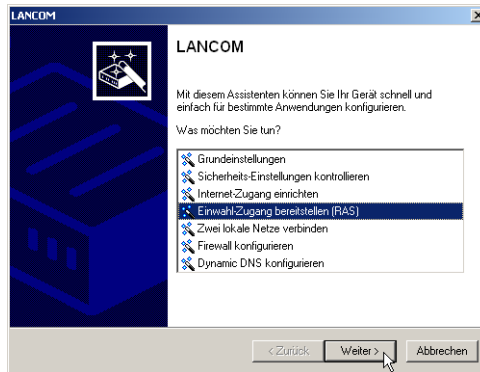 LANCOM
LANCOM
Mit diesem Assistenten können Sie Ihr Gerät schnell und
einfach für bestimmte Anwendungen konfigurieren.
Was möchten Sie tun?
Grundeinstellungen
Sicherheits-Einstellungen kontrollieren
Internet-Zugang einrichten
Einwahl-Zugang bereitstellen (RAS)
Zwei lokale Netze verbinden
Firewall konfigurieren
Dynamic DNS konfigurieren
< Zurück Weiter > Abbrechen